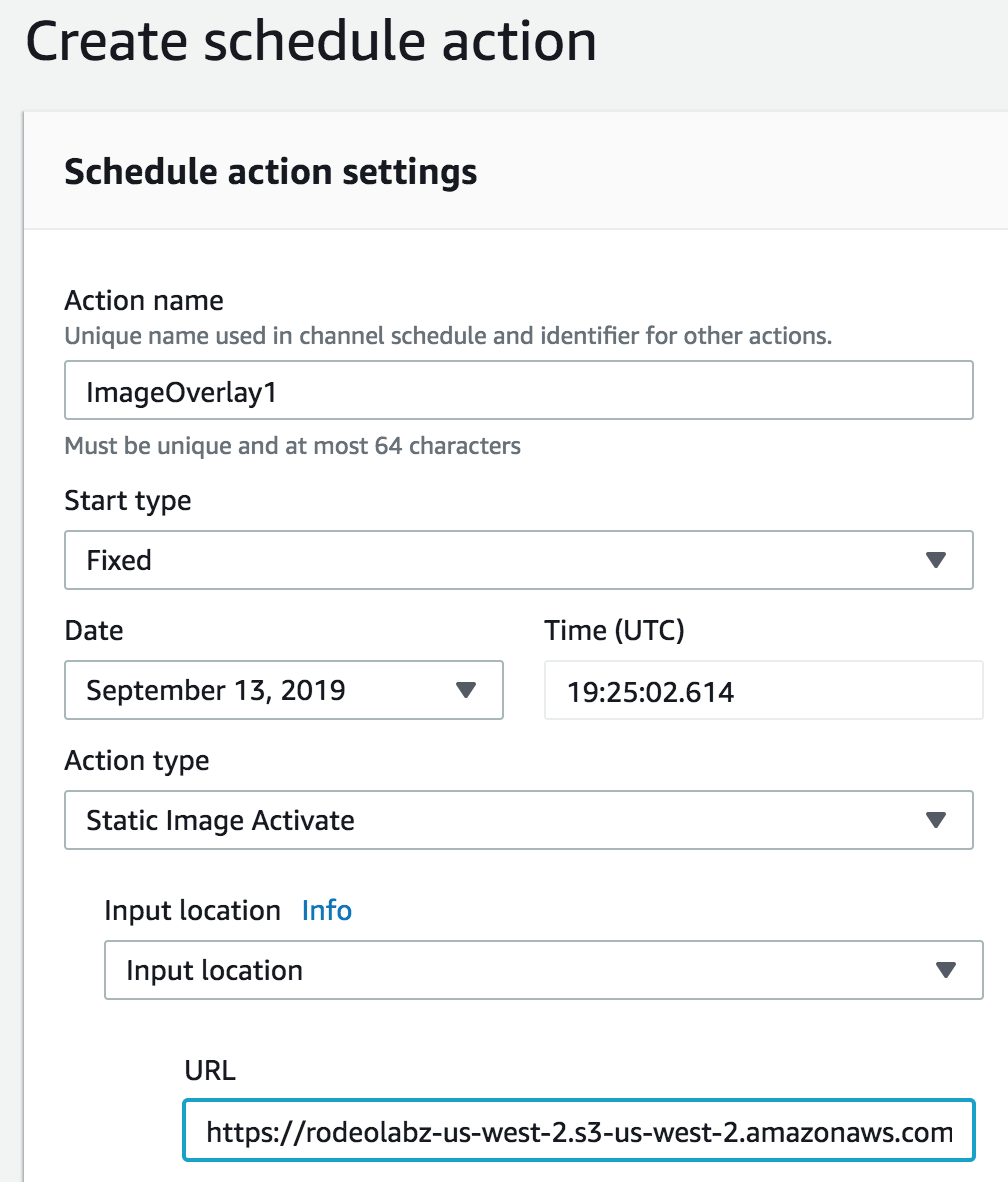 Create schedule action
Schedule action settings
Action name
Unique name used in channel schedule and identifier for other actions.
ImageOverlay1
Must be unique and at most 64 characters
Start type
Fixed
Date
Time (UTC)
September 13, 2019
19:25:02.614
Action type
Static Image Activate
Input location Info
Input location
URL
https://rodeolabz-us-west-2.s3-us-west-2.amazonaws.com